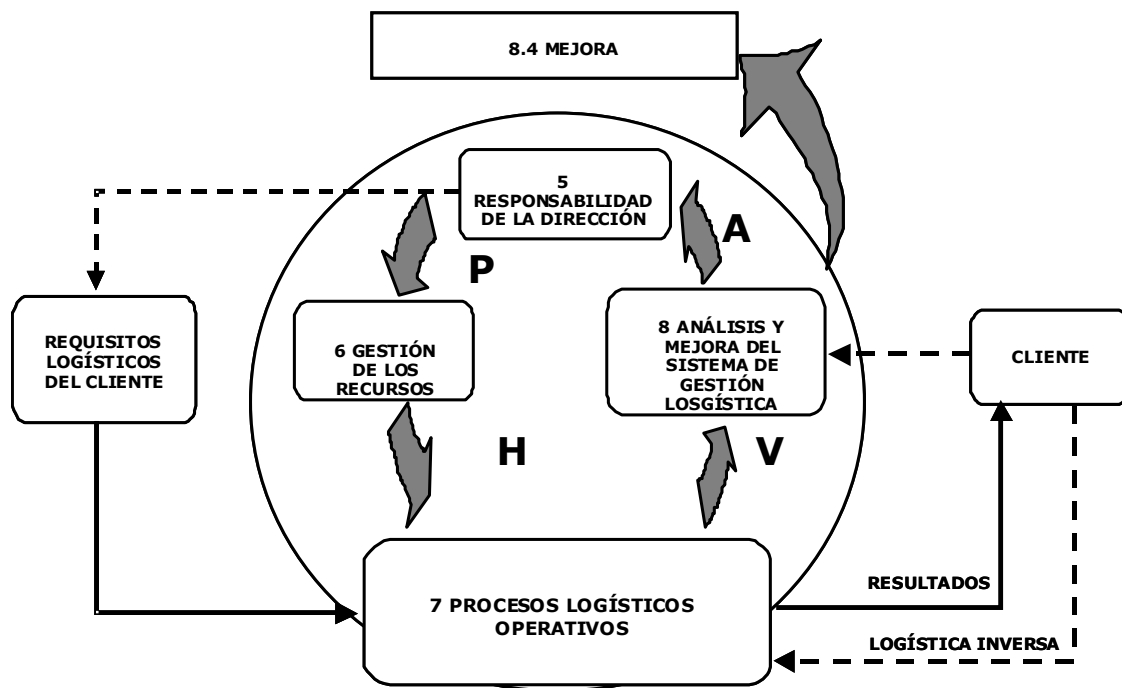 8.4 MEJORA
5
RESPONSABILIDAD
DE LA DIRECCIÓN
A
P
REQUISITOS
LOGÍSTICOS
DEL CLIENTE
6 GESTIÓN
DE LOS
RECURSOS
8 ANÁLISIS Y
MEJORA DEL
SISTEMA DE
GESTIÓN
LOSGÍSTICA
CLIENTE
H
V
7 PROCESOS LOGÍSTICOS
OPERATIVOS
RESULTADOS
LOGÍSTICA INVERSA